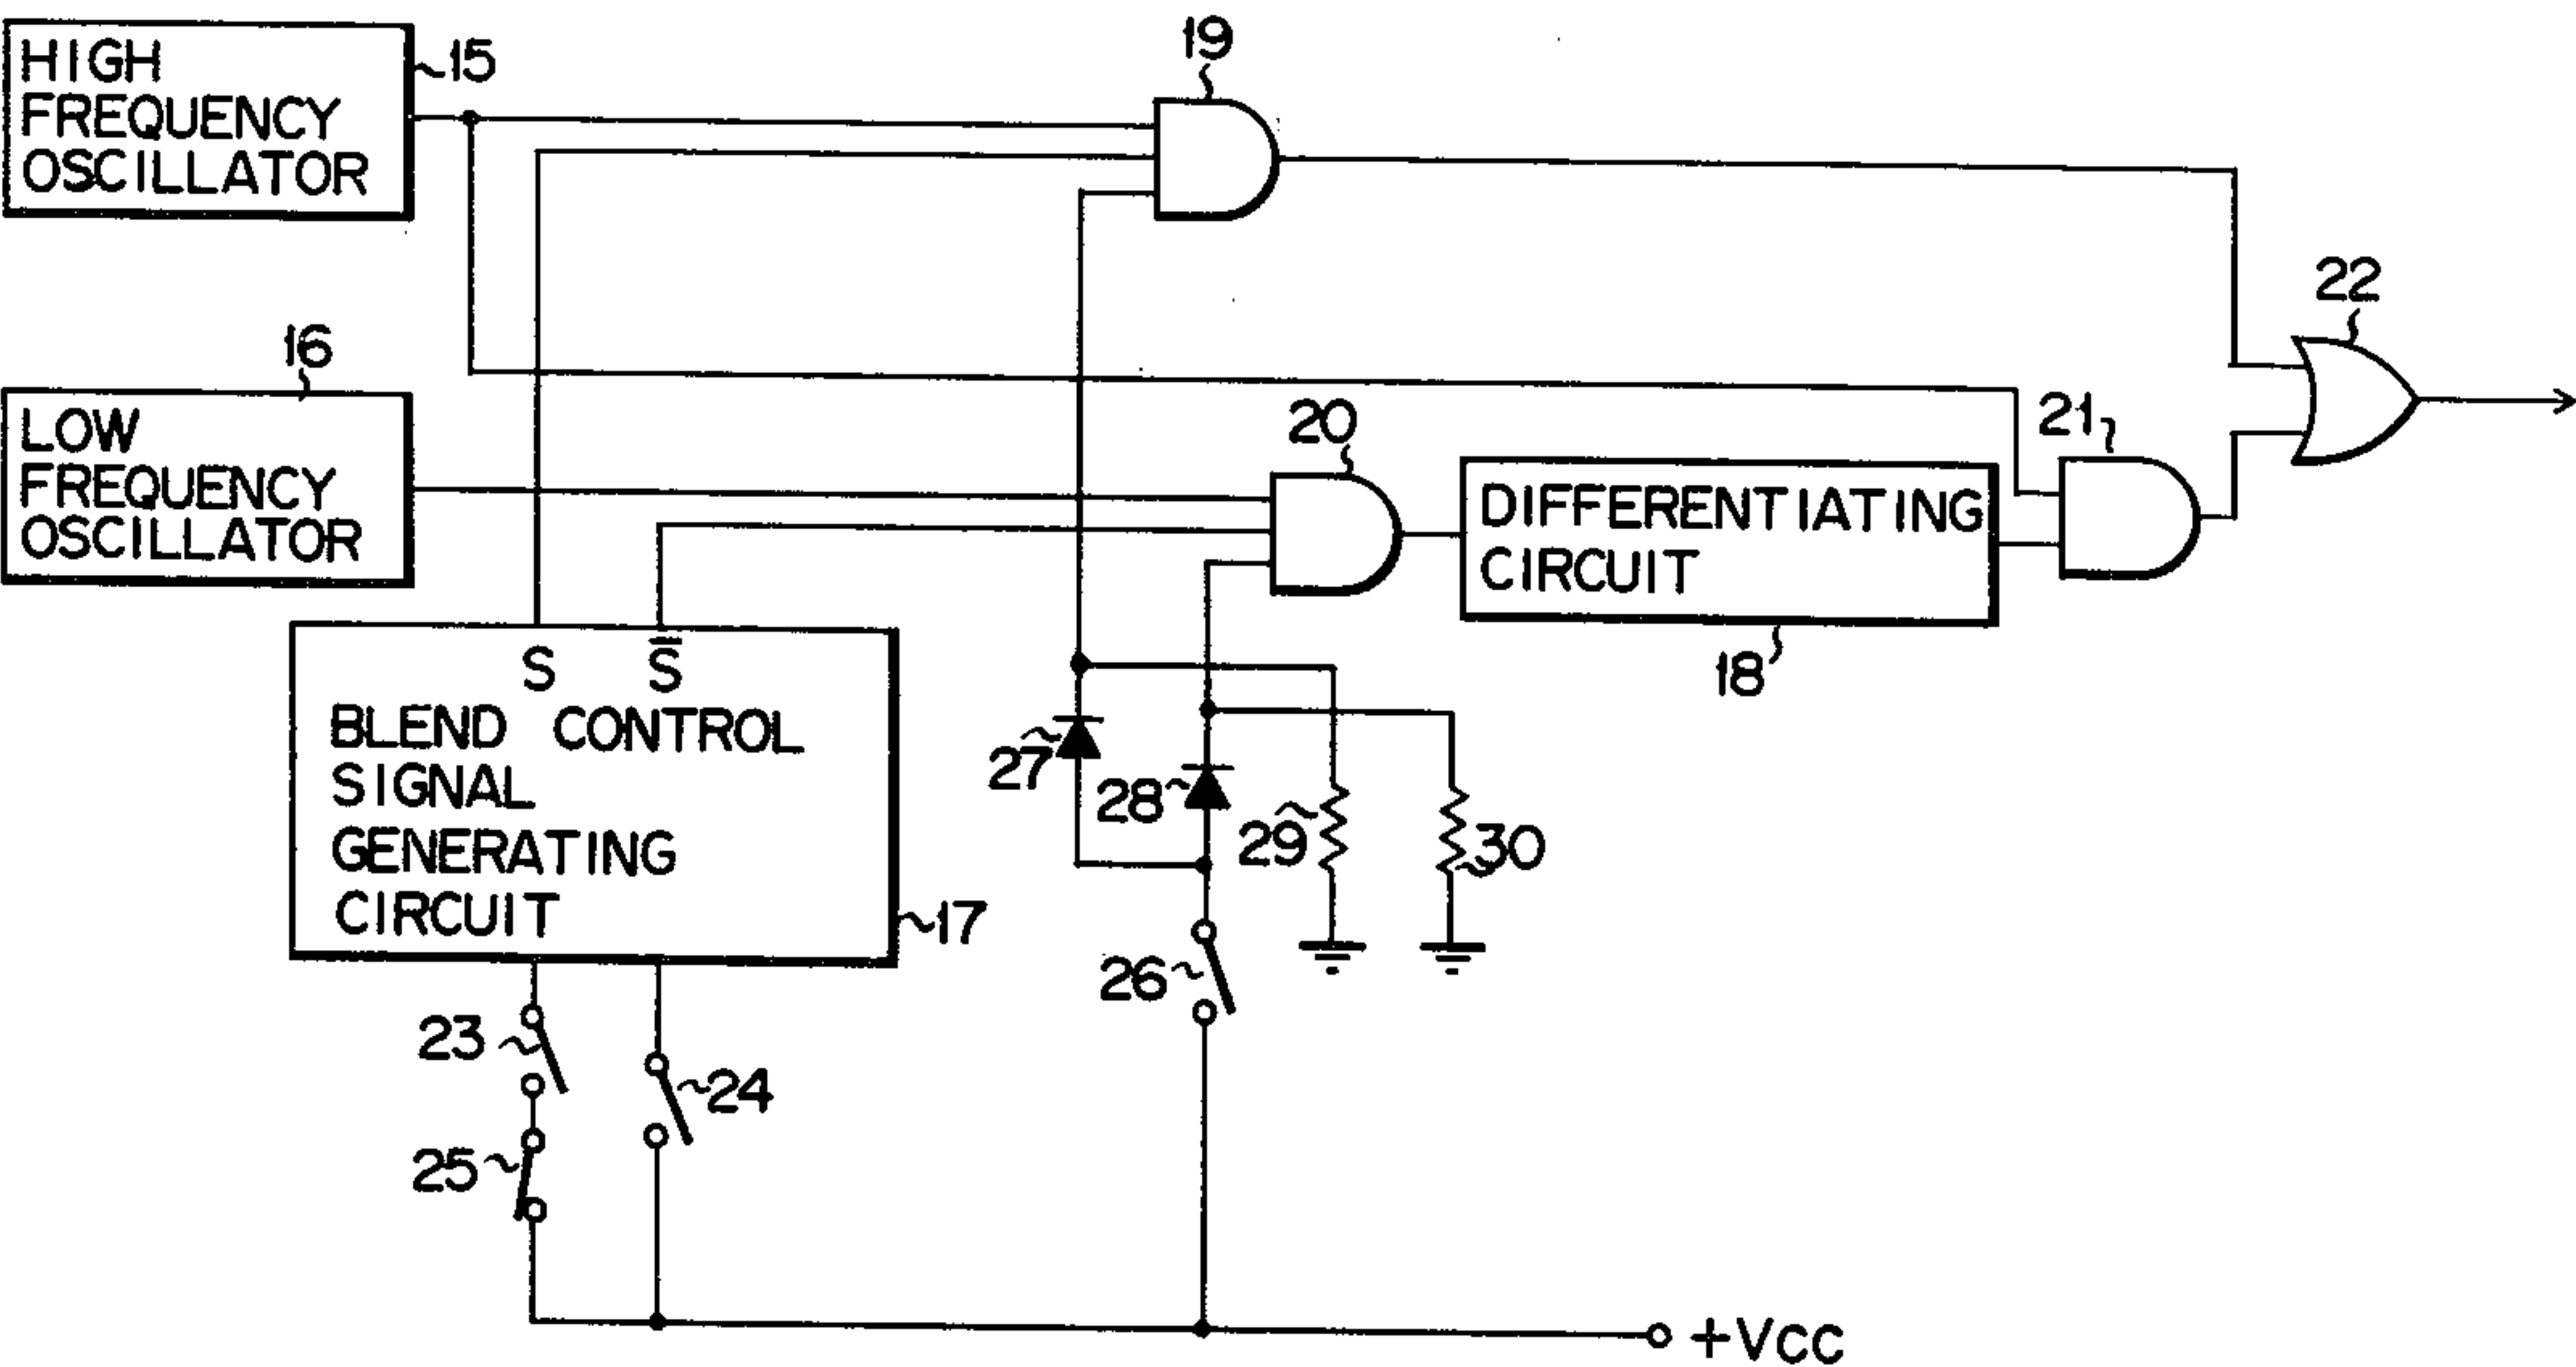 HIGH
FREQUENCY
OSCILLATOR
15
19
16
LOW
FREQUENCY
OSCILLATOR
20
21
22
DIFFERENTIATING
CIRCUIT
18
S S̅
BLEND CONTROL
SIGNAL
GENERATING
CIRCUIT
17
27
28
29
30
26
23
24
25
+VCC